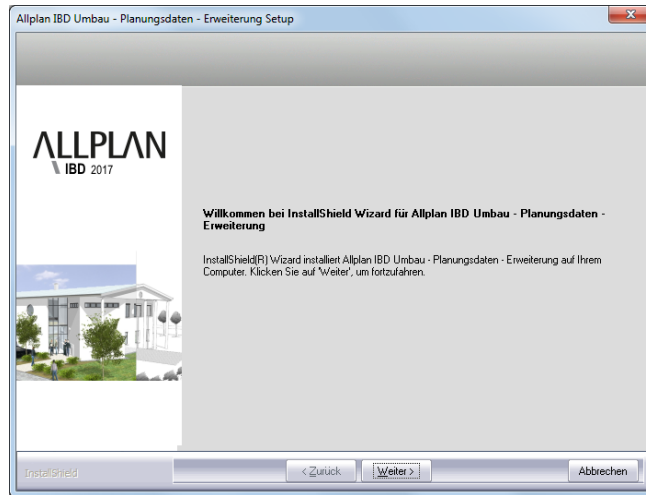 Allplan IBD Umbau - Planungsdaten - Erweiterung Setup
ALLPLAN
IBD 2017
Willkommen bei InstallShield Wizard für Allplan IBD Umbau - Planungsdaten -
Erweiterung
InstallShield(R) Wizard installiert Allplan IBD Umbau - Planungsdaten - Erweiterung auf Ihrem
Computer. Klicken Sie auf 'Weiter', um fortzufahren.
InstallShield
< Zurück
Weiter >
Abbrechen